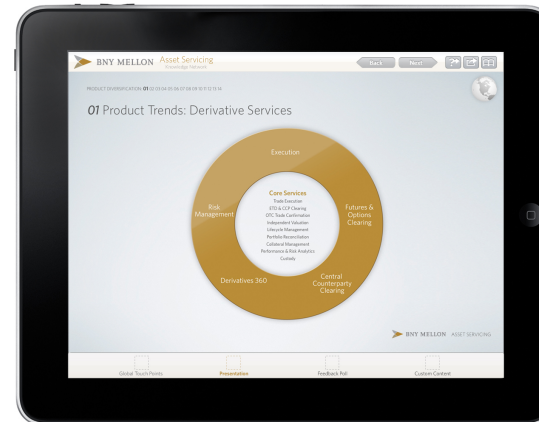 BNY MELLON Asset Servicing
Knowledge Network
Back
Next
PRODUCT DIVERSIFICATION 01 02 03 04 05 06 07 08 09 10 11 12 13 14
01 Product Trends: Derivative Services
Execution
Core Services
Trade Execution
ETD & CCP Clearing
OTC Trade Confirmation
Independent Valuation
Lifecycle Management
Portfolio Reconciliation
Collateral Management
Performance & Risk Analytics
Custody
Risk
Management
Futures &
Options
Clearing
Derivatives 360
Central
Counterparty
Clearing
BNY MELLON ASSET SERVICING
Global Touch Points
Presentation
Feedback Poll
Custom Content